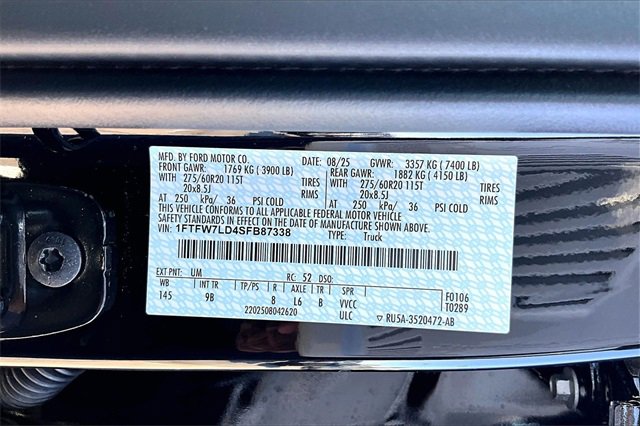 MFD. BY FORD MOTOR CO. 08/25 GVWR: 3357 KG ( 7400 LB)
FRONT GAWR: 1769 KG ( 3900 LB) REAR GAWR: 1882 KG ( 4150 LB)
WITH TIRES WITH TIRES
275/60R20 115T RIMS 275/60R20 115T RIMS
20x8.5J 20x8.5J
AT 250 kPa/ 36 PSI COLD AT 250 kPa/ 36 PSI COLD
THIS VEHICLE CONFORMS TO ALL APPLICABLE FEDERAL MOTOR VEHICLE
SAFETY STANDARDS IN EFFECT ON THE DATE OF MANUFACTURE SHOWN ABOVE.
VIN: 1FTFW7LD4SFB87338
TYPE: Truck
EXT PNT: UM RC: 52 DSO:
WB INT TR TP/PS R AXLE TR SPR F0106
145 9B 8 L6 B VVCC T0289
2202508042620 ULC ▽ RU5A-3520472-AB